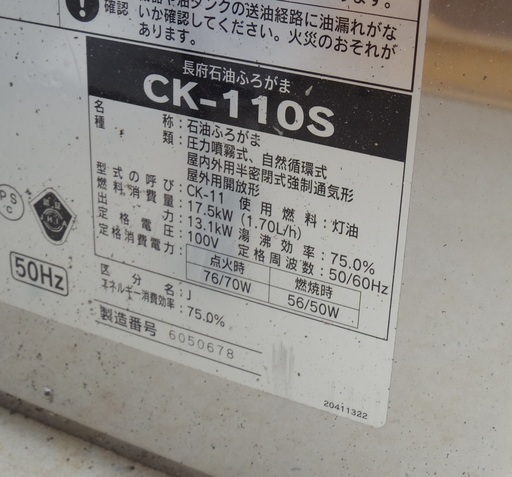 確認
油タンクの送油経路に油漏れがな
いか確認してください。火災のおそれが
あります。
長府石油ふろがま
CK-110S
名称:石油ふろがま
種類:圧力噴霧式、自然循環式
屋内外用半密閉式強制通気形
屋外用開放形
型式の呼び:CK-11 使用燃料:灯油
燃料消費量:17.5kW (1.70L/h)
出力:13.1kW 湯沸効率:75.0%
定格電圧:100V 定格周波数:50/60Hz
定格消費電力: 点火時 燃焼時
76/70W 56/50W
区分名:J
エネルギー消費効率:75.0%
製造番号 6050678
PS
C
50Hz
20411322